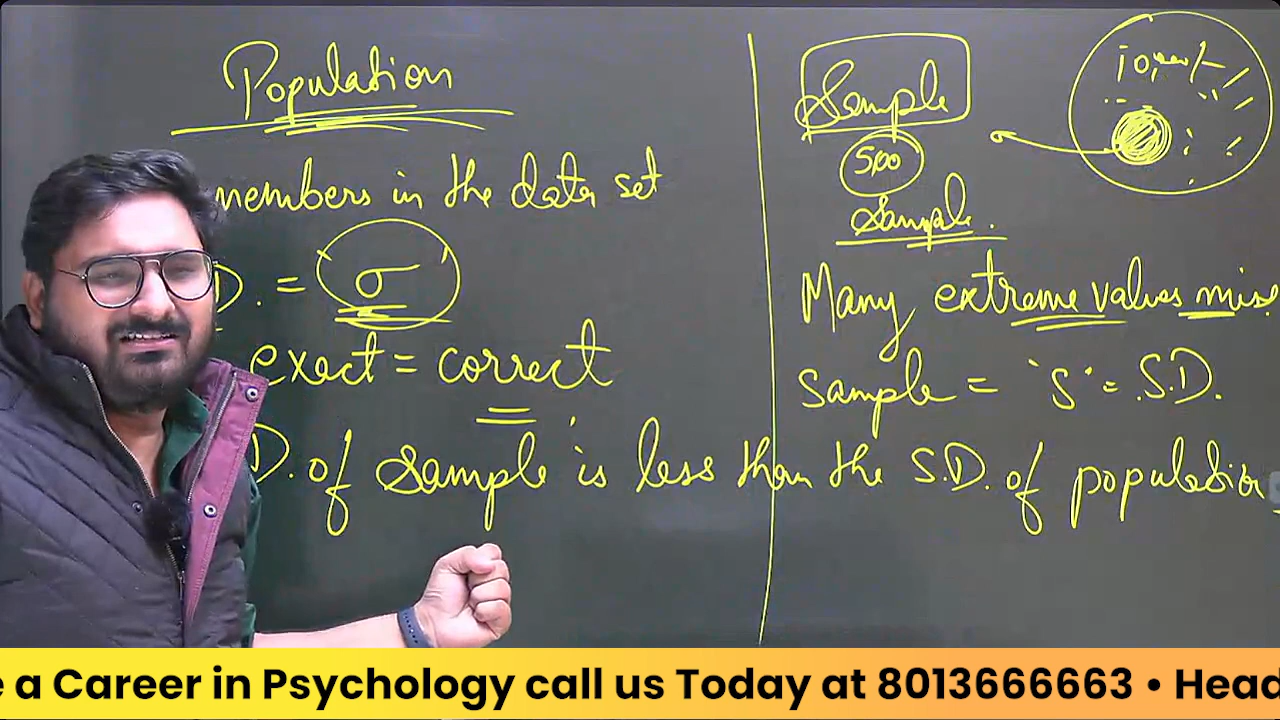 Population
members in the data set
D. = σ
exect = correct
D. of sample is less than the S.D. of population
Sample
500
Sample.
Many extreme values miss
Sample = 'S' = S.D.
e a Career in Psychology call us Today at 8013666663 • Head